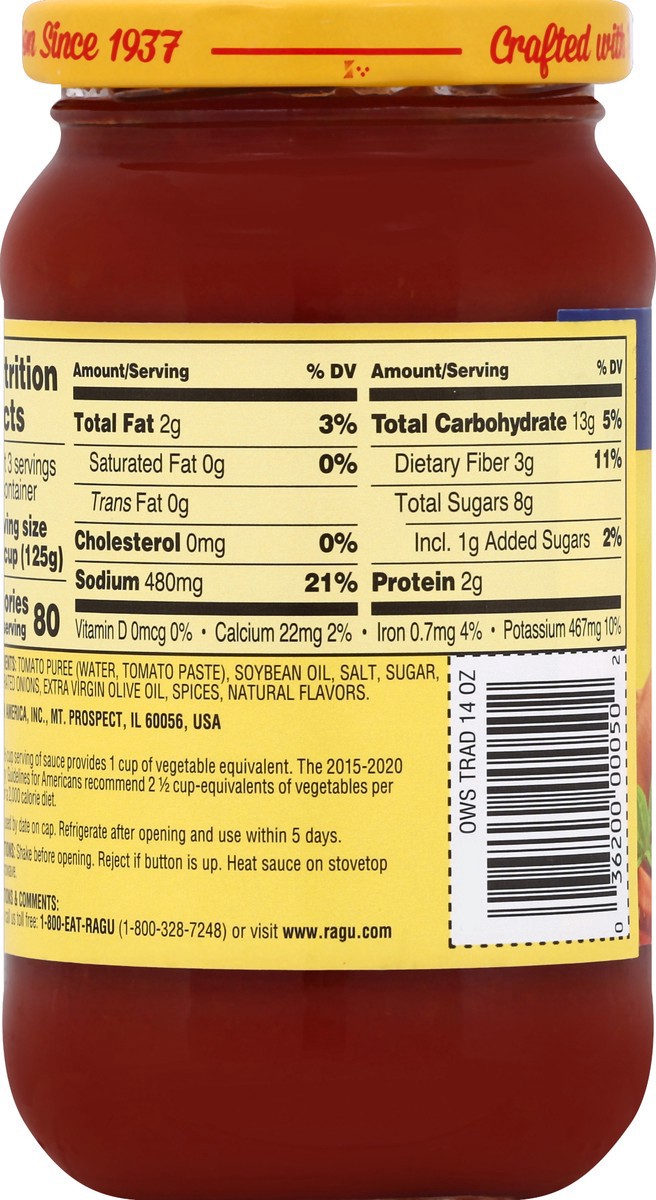 n Since 1937
Crafted with
trition
cts
3 servings
ontainer
ving size
cup (125g)
ories
erving 80
Amount/Serving % DV
Total Fat 2g 3%
Saturated Fat 0g 0%
Trans Fat 0g
Cholesterol 0mg 0%
Sodium 480mg 21%
Amount/Serving % DV
Total Carbohydrate 13g 5%
Dietary Fiber 3g 11%
Total Sugars 8g
Incl. 1g Added Sugars 2%
Protein 2g
Vitamin D 0mcg 0% • Calcium 22mg 2% • Iron 0.7mg 4% • Potassium 467mg 10%
ENTS: TOMATO PUREE (WATER, TOMATO PASTE), SOYBEAN OIL, SALT, SUGAR,
ONIONS, EXTRA VIRGIN OLIVE OIL, SPICES, NATURAL FLAVORS.
AMERICA, INC., MT. PROSPECT, IL 60056, USA
cup serving of sauce provides 1 cup of vegetable equivalent. The 2015-2020
Guidelines for Americans recommend 2 ½ cup-equivalents of vegetables per
2,000 calorie diet.
by date on cap. Refrigerate after opening and use within 5 days.
Shake before opening. Reject if button is up. Heat sauce on stovetop
& COMMENTS:
us toll free: 1-800-EAT-RAGU (1-800-328-7248) or visit www.ragu.com
OWS TRAD 14 OZ
0 36200 00050 2